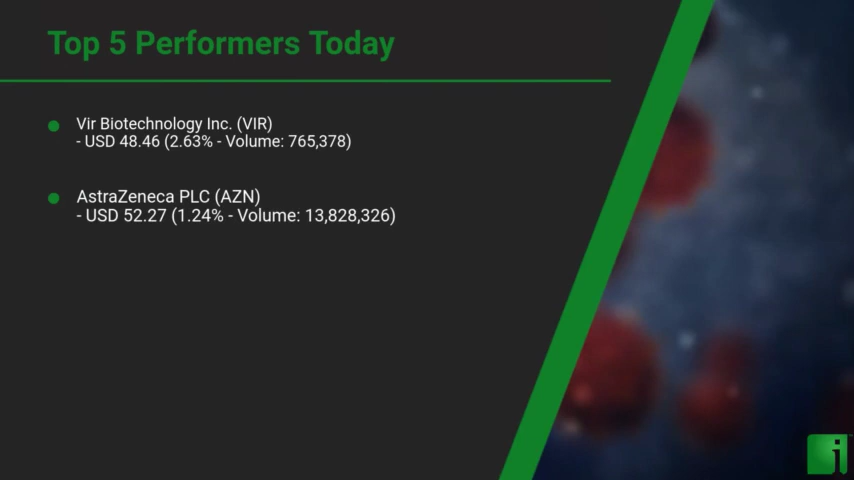 Top 5 Performers Today
Vir Biotechnology Inc. (VIR)
- USD 48.46 (2.63% - Volume: 765,378)
AstraZeneca PLC (AZN)
- USD 52.27 (1.24% - Volume: 13,828,326)
i